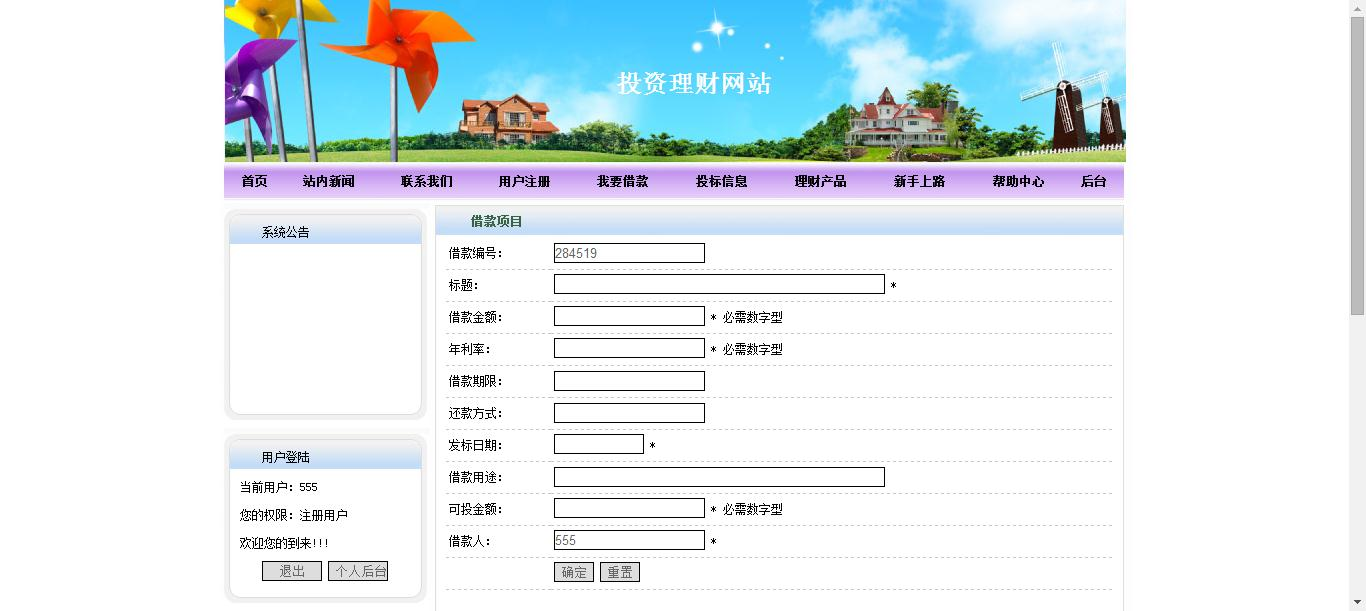 投资理财网站
首页 站内新闻 联系我们 用户注册 我要借款 投标信息 理财产品 新手上路 帮助中心 后台
系统公告
用户登陆
当前用户：555
您的权限：注册用户
欢迎您的到来!!!
退出 个人后台
借款项目
借款编号： 284519
标题： *
借款金额： * 必需数字型
年利率： * 必需数字型
借款期限：
还款方式：
发标日期： *
借款用途：
可投金额： * 必需数字型
借款人： 555 *
确定 重置